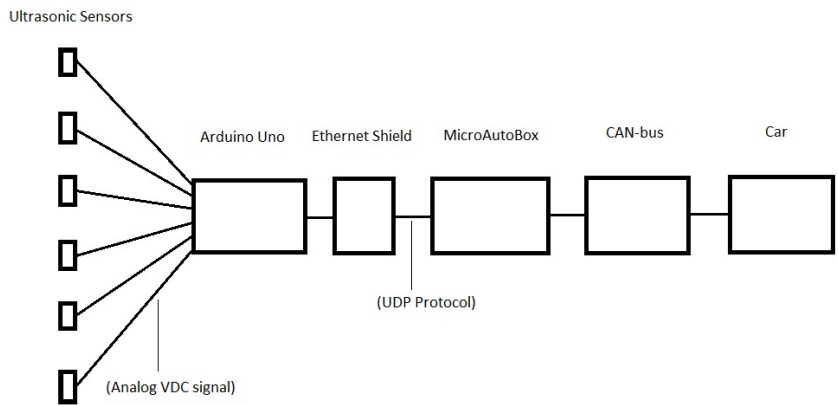 Ultrasonic Sensors
Arduino Uno
Ethernet Shield
MicroAutoBox
CAN-bus
Car
(UDP Protocol)
(Analog VDC signal)